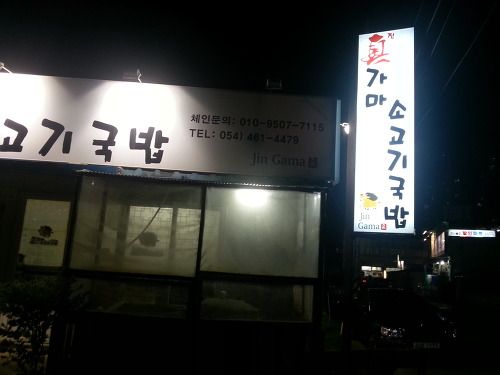 고기국밥
체인문의: 010-9507-7115
TEL: 054) 461-4479
Jin Gama
眞 진
가마
소고기국밥
Jin
Gama